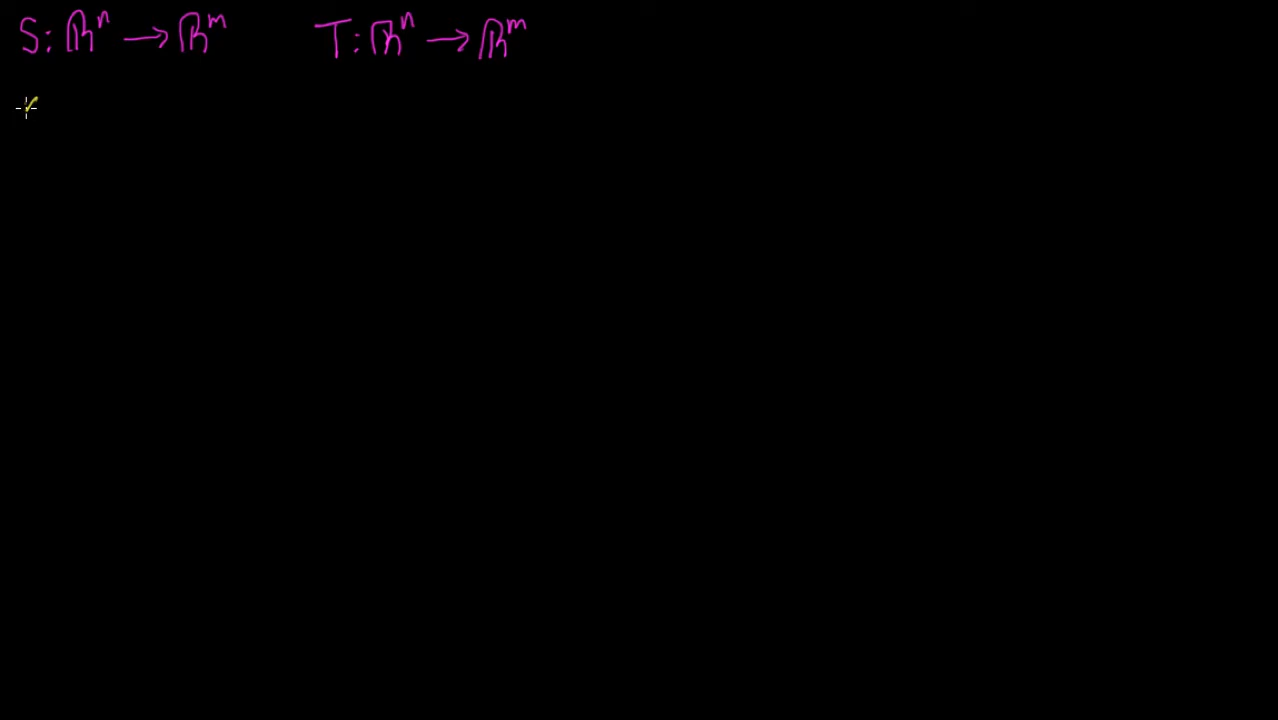 S: ℝⁿ → ℝᵐ T: ℝⁿ → ℝᵐ